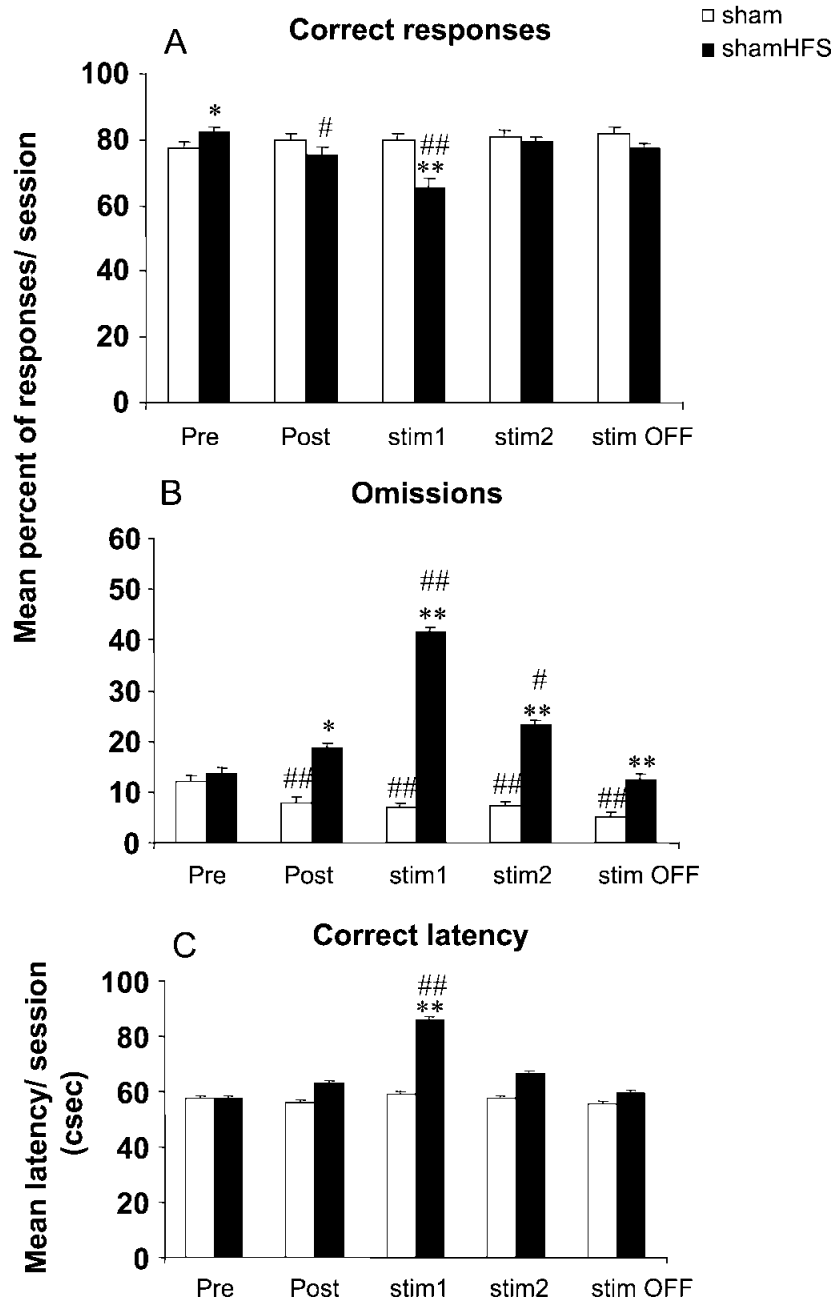 sham
shamHFS
A
Correct responses
Mean percent of responses/ session
100
80
60
40
20
0
*
#
##
**
Pre Post stim1 stim2 stim OFF
B
Omissions
60
50
40
30
20
10
0
##
*
##
##
**
##
#
**
##
**
Pre Post stim1 stim2 stim OFF
C
Correct latency
Mean latency/ session
(csec)
100
80
60
40
20
0
##
**
Pre Post stim1 stim2 stim OFF